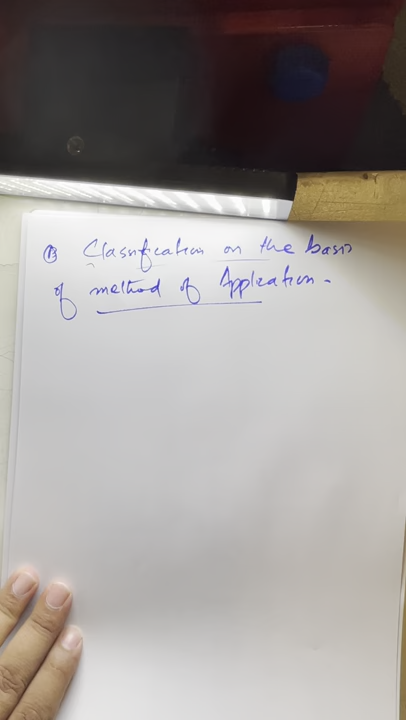 Ⓑ Classification on the basis
of method of Application.